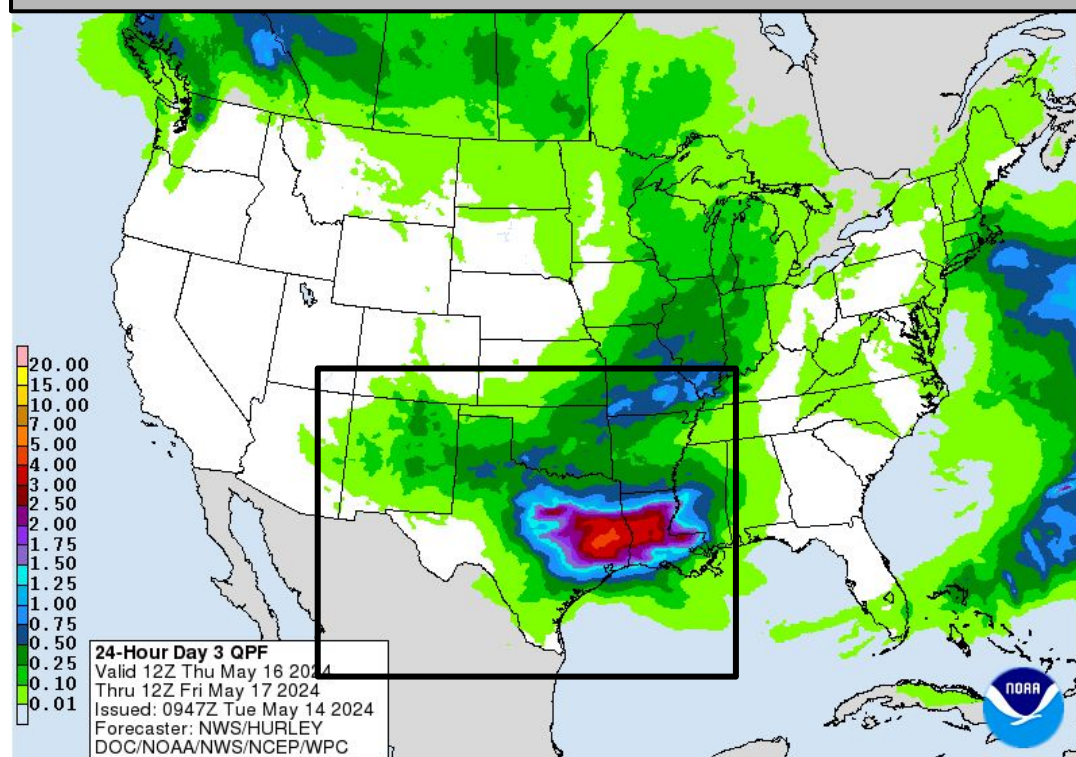 20.00
15.00
10.00
7.00
5.00
4.00
3.00
2.50
2.00
1.75
1.50
1.25
1.00
0.75
0.50
0.25
0.10
0.01
24-Hour Day 3 QPF
Valid 12Z Thu May 16 2024
Thru 12Z Fri May 17 2024
Issued: 0947Z Tue May 14 2024
Forecaster: NWS/HURLEY
DOC/NOAA/NWS/NCEP/WPC
NOAA